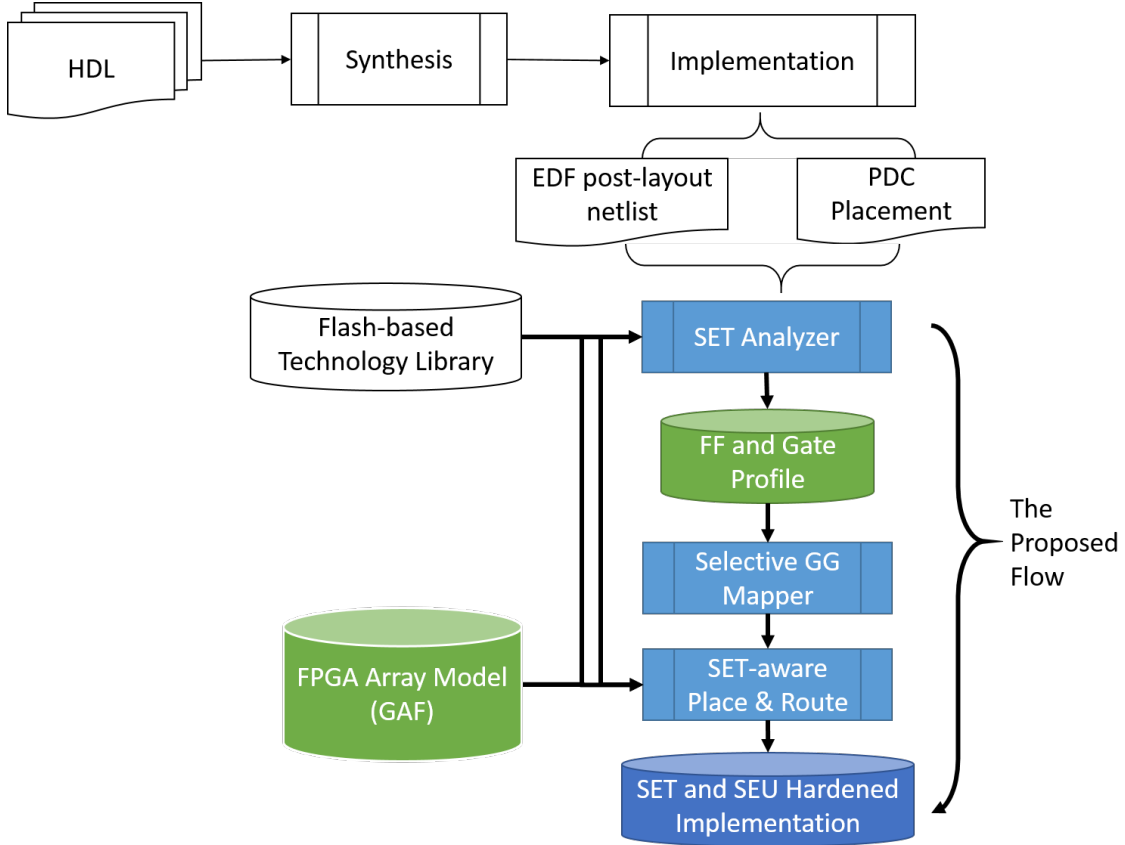 HDL
Synthesis
Implementation
EDF post-layout
netlist
PDC
Placement
Flash-based
Technology Library
SET Analyzer
FF and Gate
Profile
Selective GG
Mapper
The
Proposed
Flow
FPGA Array Model
(GAF)
SET-aware
Place & Route
SET and SEU Hardened
Implementation